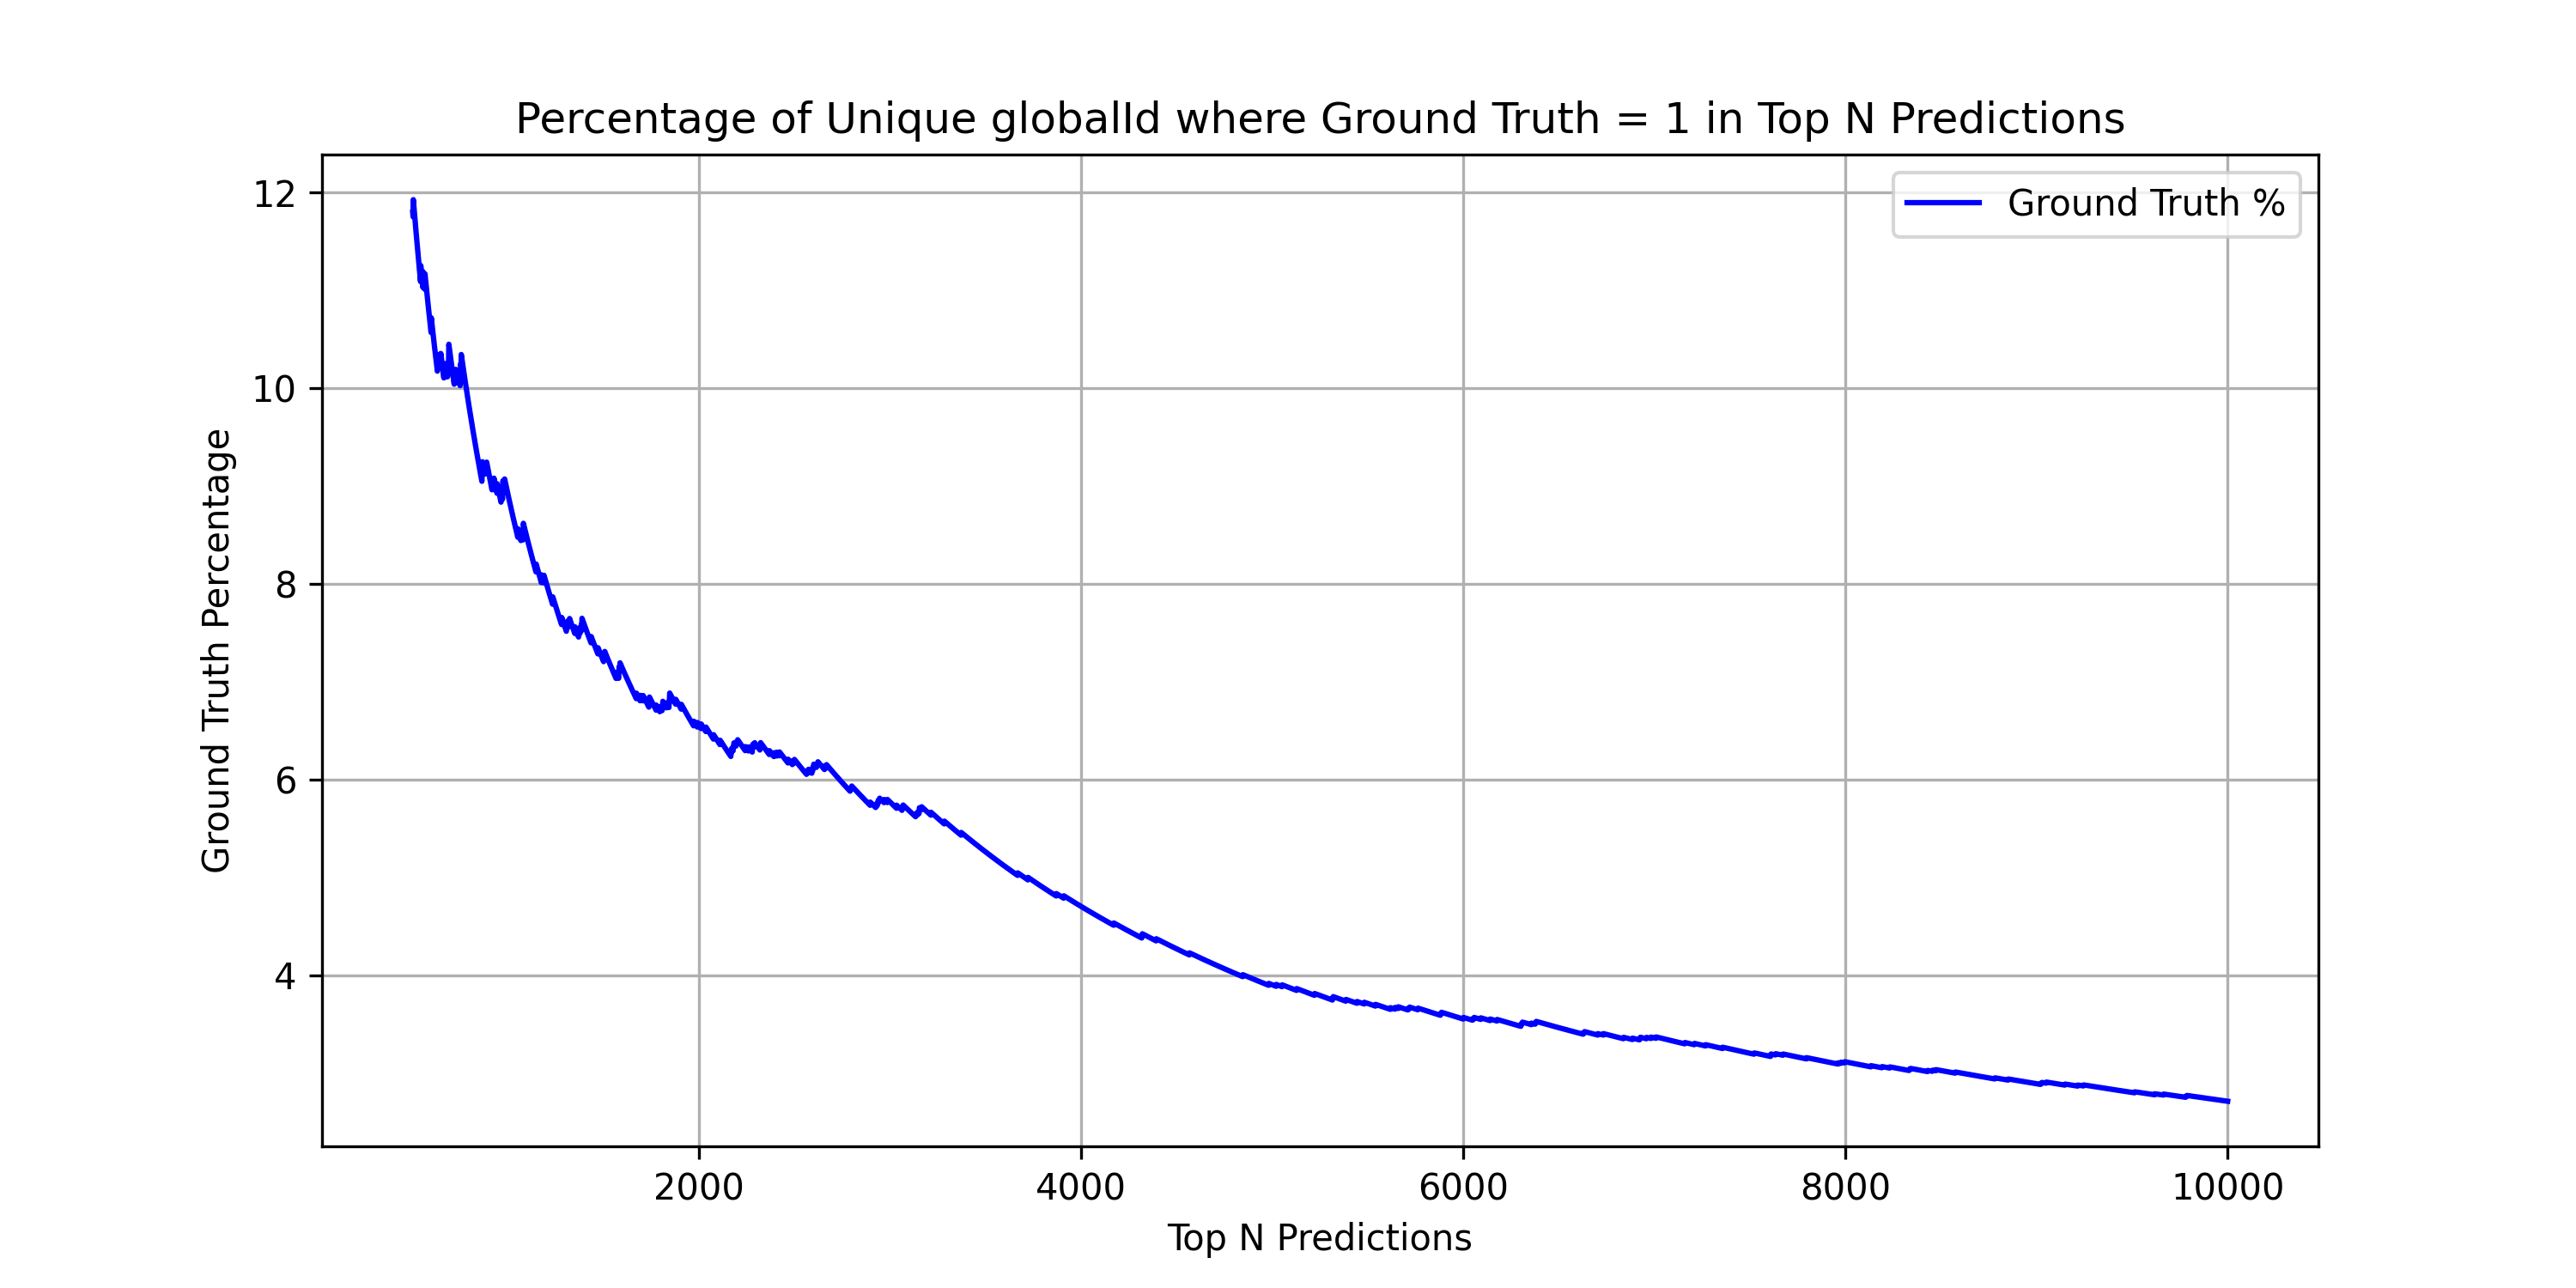 Percentage of Unique globalId where Ground Truth = 1 in Top N Predictions
Ground Truth %
Ground Truth Percentage
12
10
8
6
4
2000 4000 6000 8000 10000
Top N Predictions